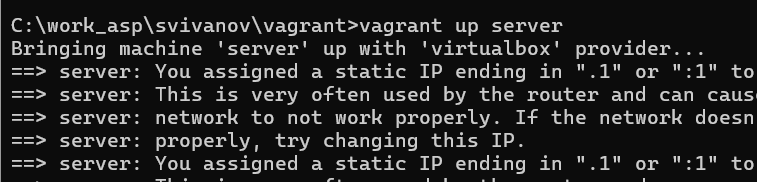 C:\work_asp\svivanov\vagrant>vagrant up server
Bringing machine 'server' up with 'virtualbox' provider...
==> server: You assigned a static IP ending in ".1" or ":1" to
==> server: This is very often used by the router and can cause
==> server: network to not work properly. If the network doesn
==> server: properly, try changing this IP.
==> server: You assigned a static IP ending in ".1" or ":1" to